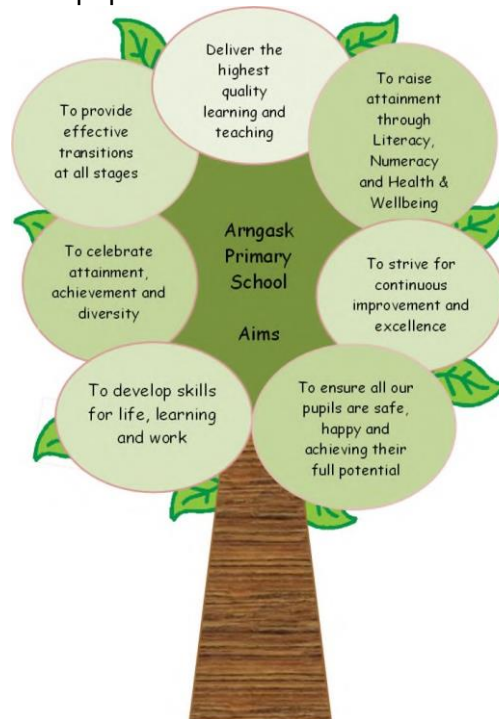 Deliver the
highest
quality
learning and
teaching
To raise
attainment
through
Literacy,
Numeracy
and Health &
Wellbeing
To strive for
continuous
improvement and
excellence
To ensure all our
pupils are safe,
happy and
achieving their
full potential
To develop skills
for life, learning
and work
To celebrate
attainment,
achievement and
diversity
To provide
effective
transitions
at all stages
Arngask
Primary
School
Aims